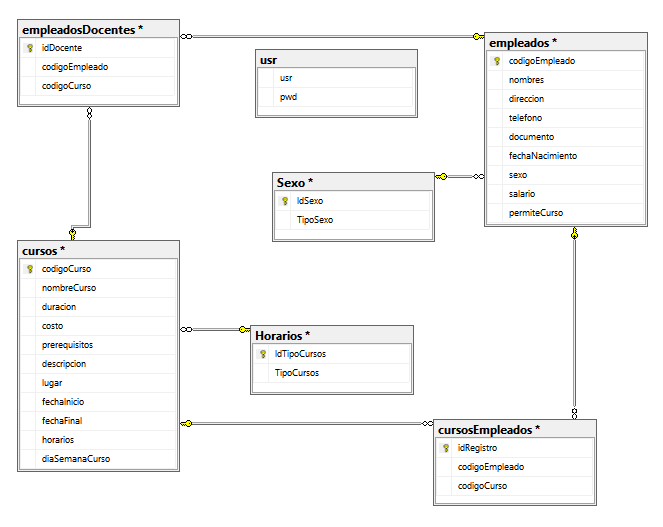 empleadosDocentes *
idDocente
codigoEmpleado
codigoCurso
usr
usr
pwd
empleados *
codigoEmpleado
nombres
direccion
telefono
documento
fechaNacimiento
sexo
salario
permiteCurso
Sexo *
IdSexo
TipoSexo
cursos *
codigoCurso
nombreCurso
duracion
costo
prerequisitos
descripcion
lugar
fechaInicio
fechaFinal
horarios
diaSemanaCurso
Horarios *
IdTipoCursos
TipoCursos
cursosEmpleados *
idRegistro
codigoEmpleado
codigoCurso